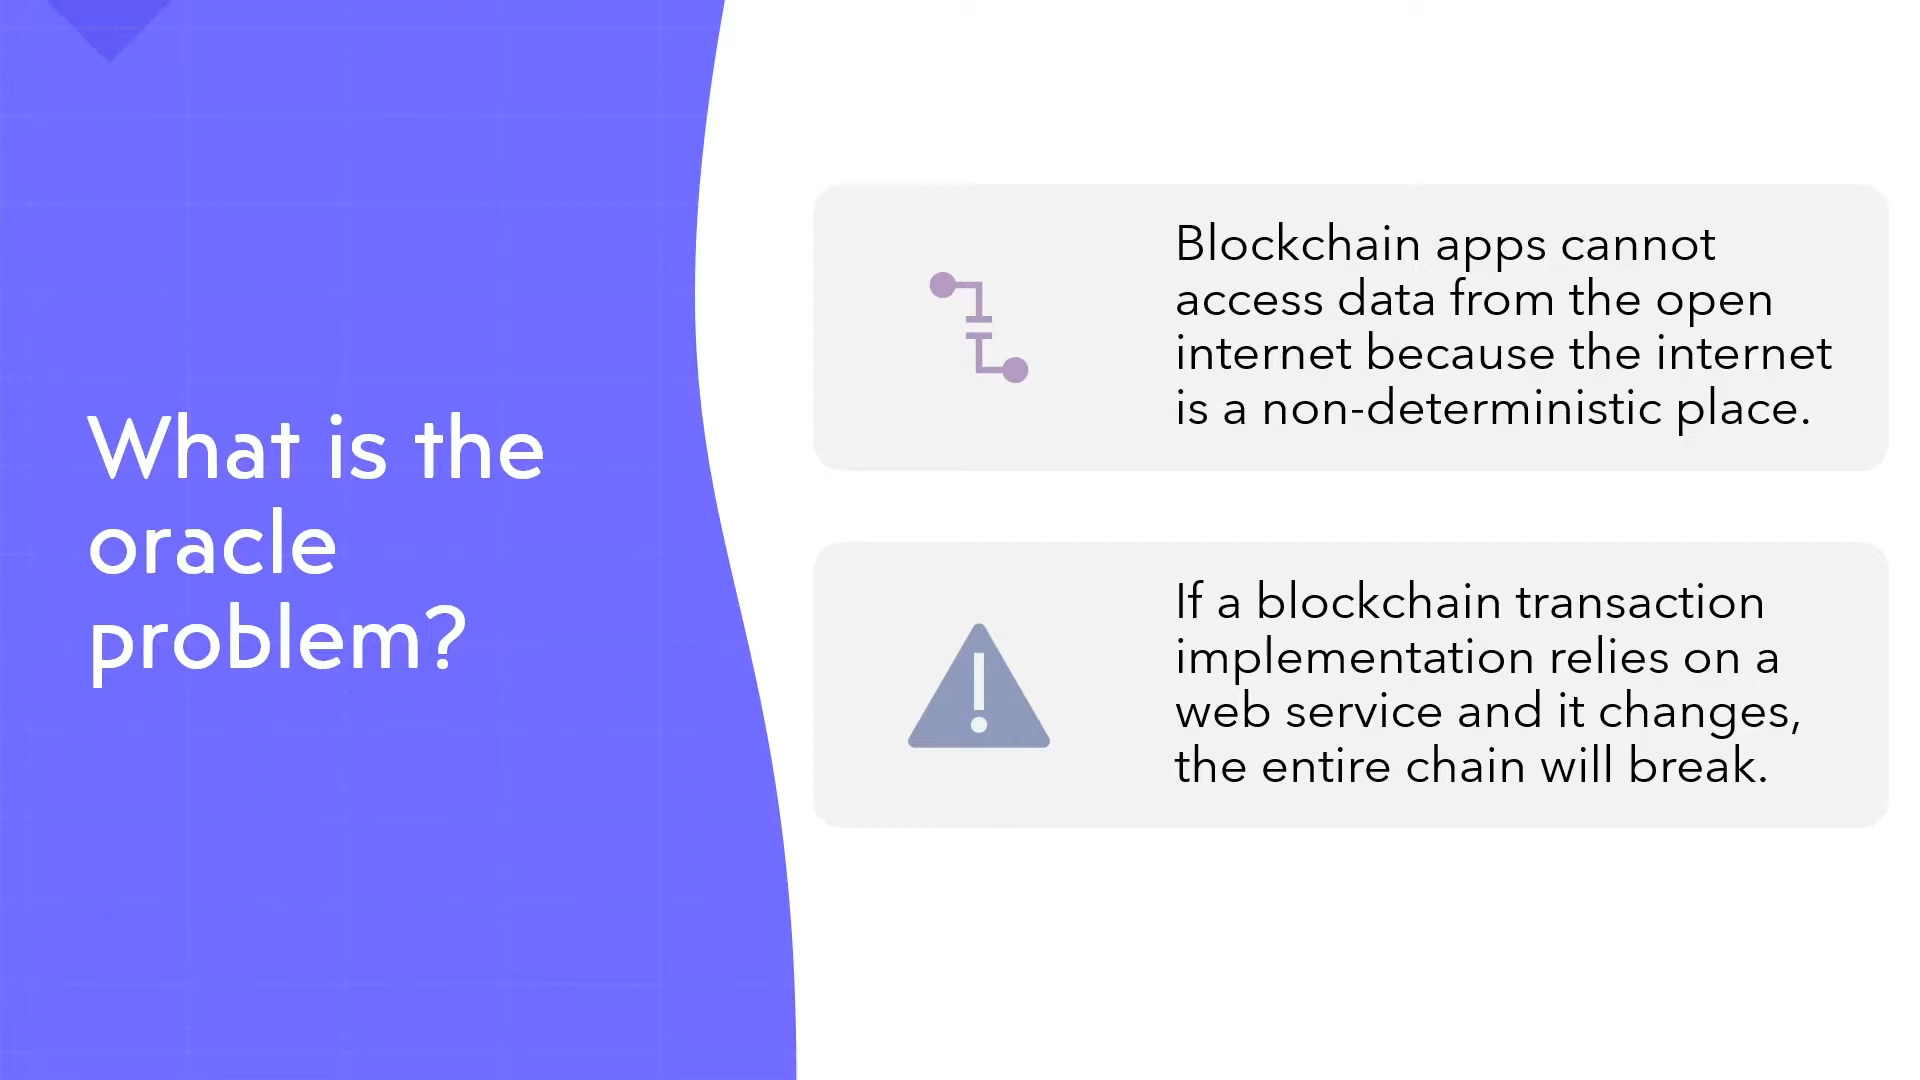 What is the
oracle
problem?
Blockchain apps cannot
access data from the open
internet because the internet
is a non-deterministic place.
If a blockchain transaction
implementation relies on a
web service and it changes,
the entire chain will break.